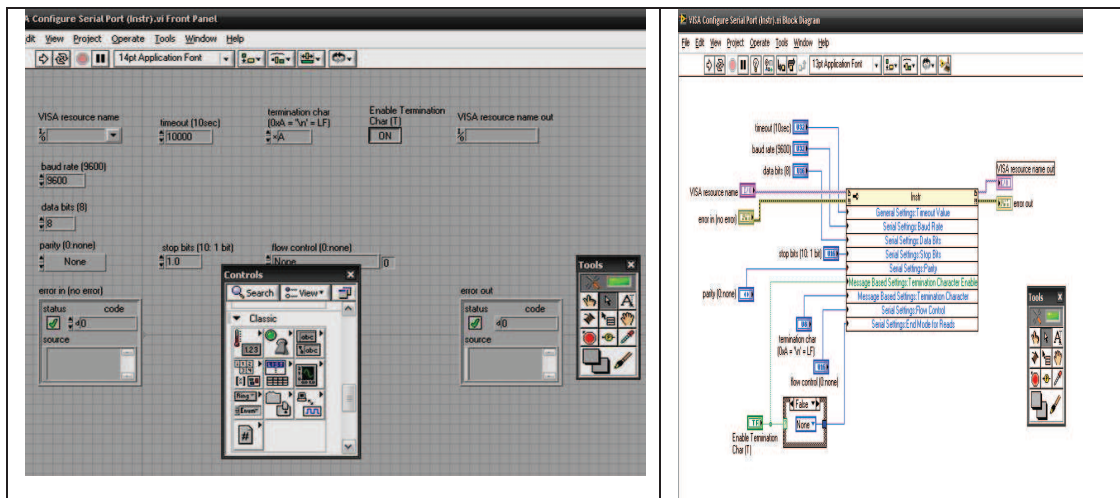 A Configure Serial Port (Instr).vi Front Panel
dit View Project Operate Tools Window Help
14pt Application Font
VISA resource name
timeout (10sec)
10000
termination char
(0xA = '\n' = LF)
xA
Enable Termination
Char (T)
ON
VISA resource name out
baud rate (9600)
9600
data bits (8)
8
parity (0:none)
None
stop bits (10: 1 bit)
1.0
flow control (0:none)
None
0
error in (no error)
status code
d0
source
Controls
Search View
Classic
error out
status code
d0
source
Tools
VISA Configure Serial Port (Instr).vi Block Diagram
File Edit View Project Operate Tools Window Help
13pt Application Font
timeout (10sec)
baud rate (9600)
data bits (8)
VISA resource name
error in (no error)
stop bits (10: 1 bit)
parity (0:none)
termination char
(0xA = '\n' = LF)
flow control (0:none)
Enable Termination
Char (T)
False
None
Instr
General Settings:Timeout Value
Serial Settings:Baud Rate
Serial Settings:Data Bits
Serial Settings:Stop Bits
Serial Settings:Parity
Message Based Settings:Termination Character Enable
Message Based Settings:Termination Character
Serial Settings:Flow Control
Serial Settings:End Mode for Reads
VISA resource name out
error out
Tools